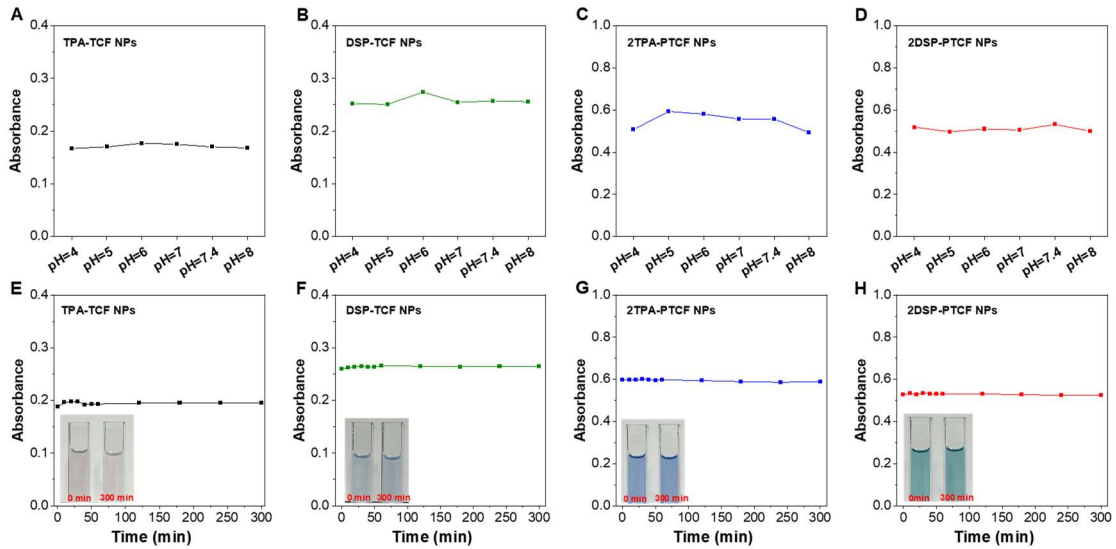 A
TPA-TCF NPs
Absorbance
0.4
0.3
0.2
0.1
0.0
pH=4
pH=5
pH=6
pH=7
pH=7.4
pH=8
B
DSP-TCF NPs
Absorbance
0.4
0.3
0.2
0.1
0.0
pH=4
pH=5
pH=6
pH=7
pH=7.4
pH=8
C
2TPA-PTCF NPs
Absorbance
1.0
0.8
0.6
0.4
0.2
0.0
pH=4
pH=5
pH=6
pH=7
pH=7.4
pH=8
D
2DSP-PTCF NPs
Absorbance
1.0
0.8
0.6
0.4
0.2
0.0
pH=4
pH=5
pH=6
pH=7
pH=7.4
pH=8
E
TPA-TCF NPs
Absorbance
0.4
0.3
0.2
0.1
0.0
0 min 300 min
0 50 100 150 200 250 300
Time (min)
F
DSP-TCF NPs
Absorbance
0.4
0.3
0.2
0.1
0.0
0 min 300 min
0 50 100 150 200 250 300
Time (min)
G
2TPA-PTCF NPs
Absorbance
1.0
0.8
0.6
0.4
0.2
0.0
0 min 300 min
0 50 100 150 200 250 300
Time (min)
H
2DSP-PTCF NPs
Absorbance
1.0
0.8
0.6
0.4
0.2
0.0
0min 300 min
0 50 100 150 200 250 300
Time (min)